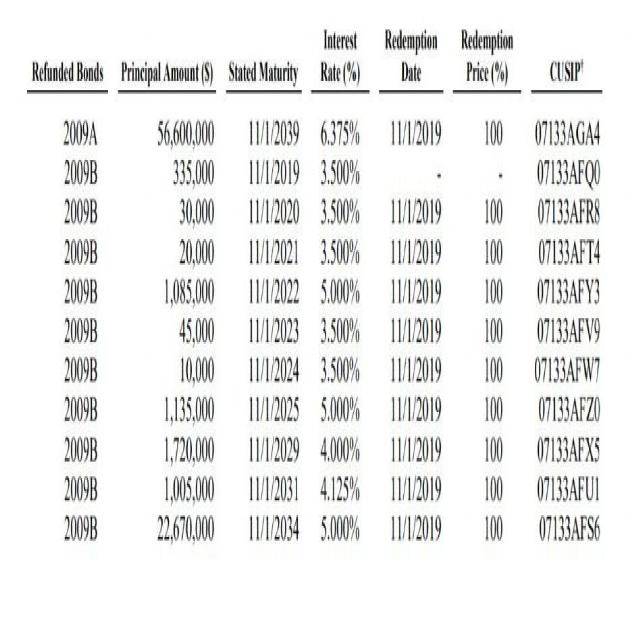 Interest Redemption Redemption
Refunded Bonds Principal Amount ($) Stated Maturity Rate (%) Date Price (%) CUSIP†
2009A 56,600,000 11/1/2039 6.375% 11/1/2019 100 07133AGA4
2009B 335,000 11/1/2019 3.500% - - 07133AFQ0
2009B 30,000 11/1/2020 3.500% 11/1/2019 100 07133AFR8
2009B 20,000 11/1/2021 3.500% 11/1/2019 100 07133AFT4
2009B 1,085,000 11/1/2022 5.000% 11/1/2019 100 07133AFY3
2009B 45,000 11/1/2023 3.500% 11/1/2019 100 07133AFV9
2009B 10,000 11/1/2024 3.500% 11/1/2019 100 07133AFW7
2009B 1,135,000 11/1/2025 5.000% 11/1/2019 100 07133AFZ0
2009B 1,720,000 11/1/2029 4.000% 11/1/2019 100 07133AFX5
2009B 1,005,000 11/1/2031 4.125% 11/1/2019 100 07133AFU1
2009B 22,670,000 11/1/2034 5.000% 11/1/2019 100 07133AFS6